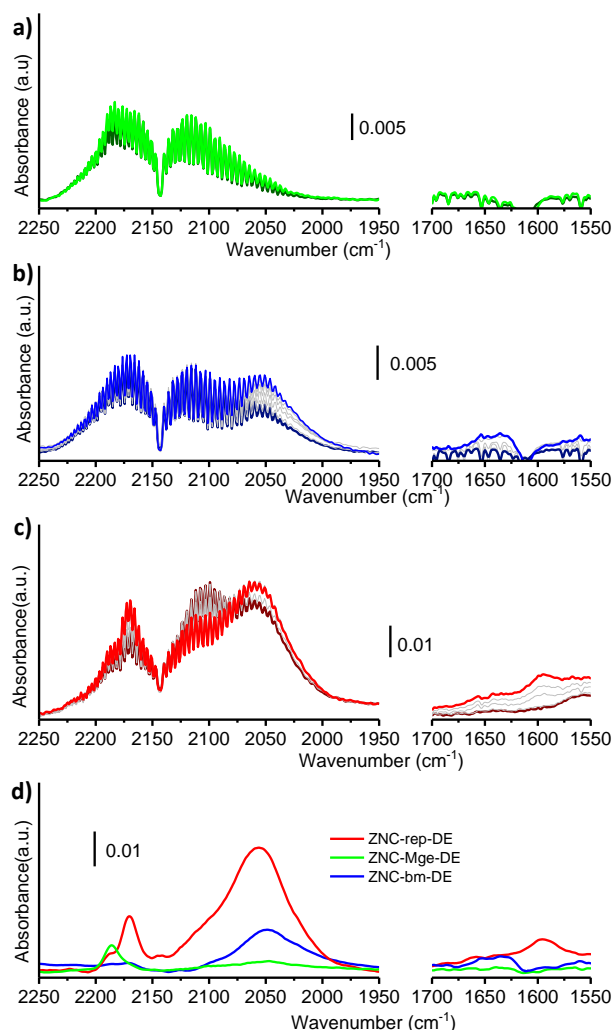 a)
Absorbance (a.u)
0.005
2250 2200 2150 2100 2050 2000 1950 1700 1650 1600 1550
Wavenumber (cm-1)
b)
Absorbance (a.u.)
0.005
2250 2200 2150 2100 2050 2000 1950 1700 1650 1600 1550
Wavenumber (cm-1)
c)
Absorbance(a.u.)
0.01
2250 2200 2150 2100 2050 2000 1950 1700 1650 1600 1550
Wavenumber (cm-1)
d)
Absorbance(a.u.)
0.01
ZNC-rep-DE
ZNC-Mge-DE
ZNC-bm-DE
2250 2200 2150 2100 2050 2000 1950 1700 1650 1600 1550
Wavenumber (cm-1)